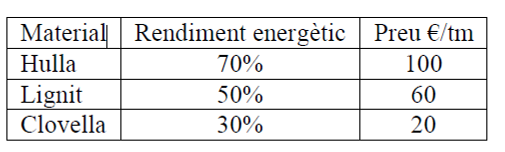 Material Rendiment energètic Preu €/tm
Hulla 70% 100
Lignit 50% 60
Clovella 30% 20